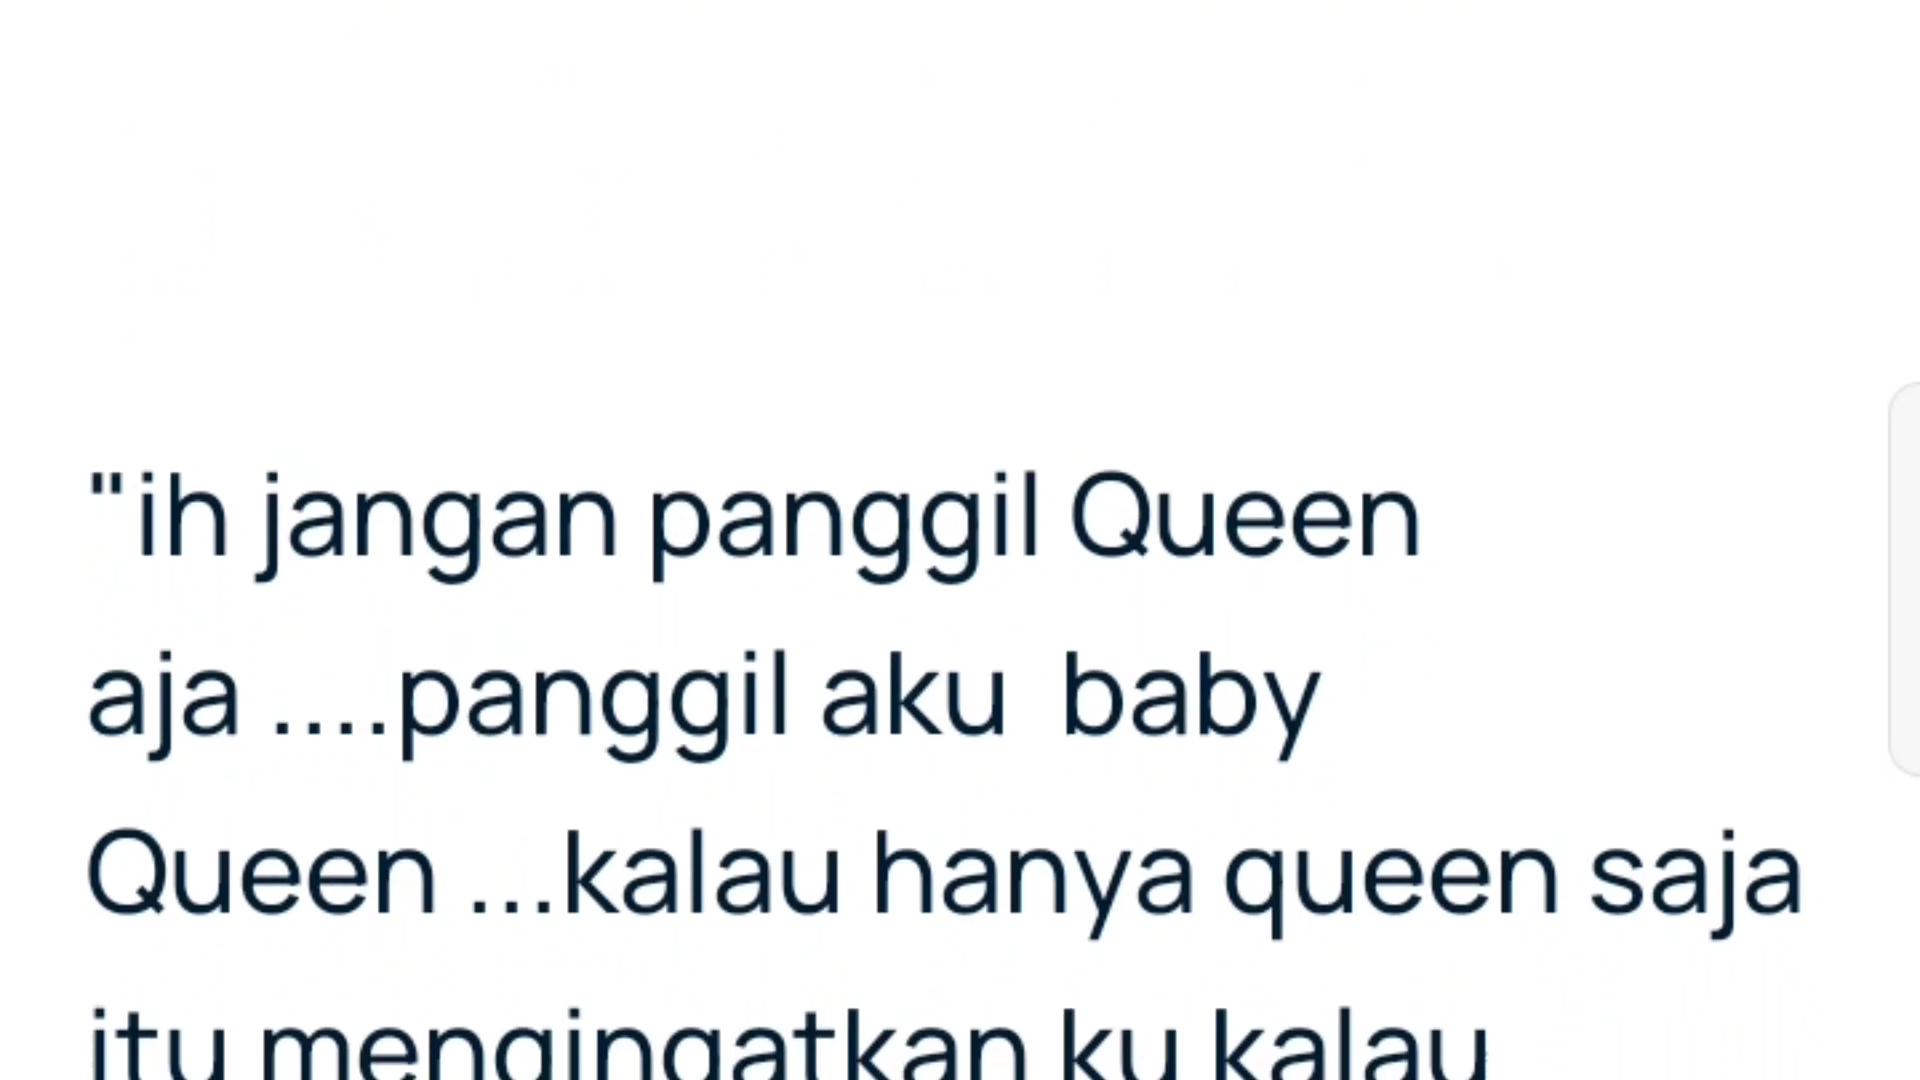 "ih jangan panggil Queen
aja ....panggil aku  baby
Queen ...kalau hanya queen saja
itu mengingatkan ku kalau